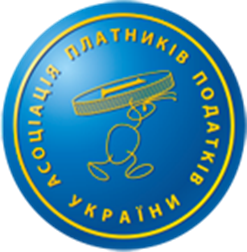 АСОЦІАЦІЯ ПЛАТНИКІВ ПОДАТКІВ
УКРАЇНИ